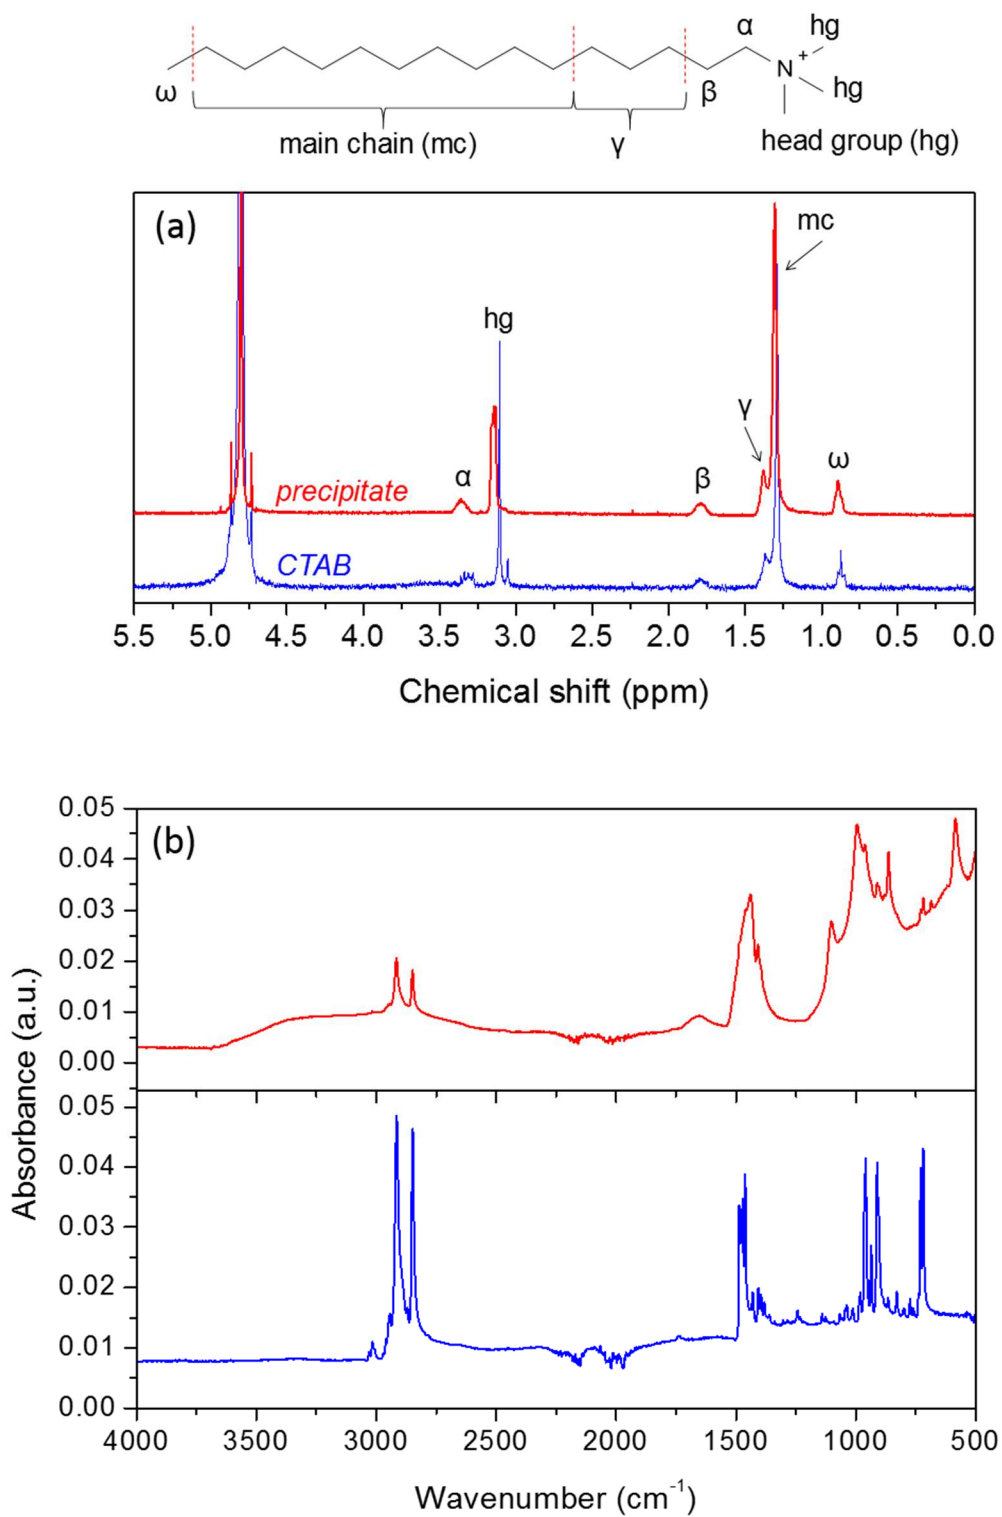 α hg
N+
ω β hg
main chain (mc) γ head group (hg)
(a)
mc
hg
γ
α β ω
precipitate
CTAB
5.5 5.0 4.5 4.0 3.5 3.0 2.5 2.0 1.5 1.0 0.5 0.0
Chemical shift (ppm)
(b)
0.05
0.04
0.03
0.02
0.01
0.00
0.05
0.04
0.03
0.02
0.01
0.00
Absorbance (a.u.)
4000 3500 3000 2500 2000 1500 1000 500
Wavenumber (cm⁻¹)